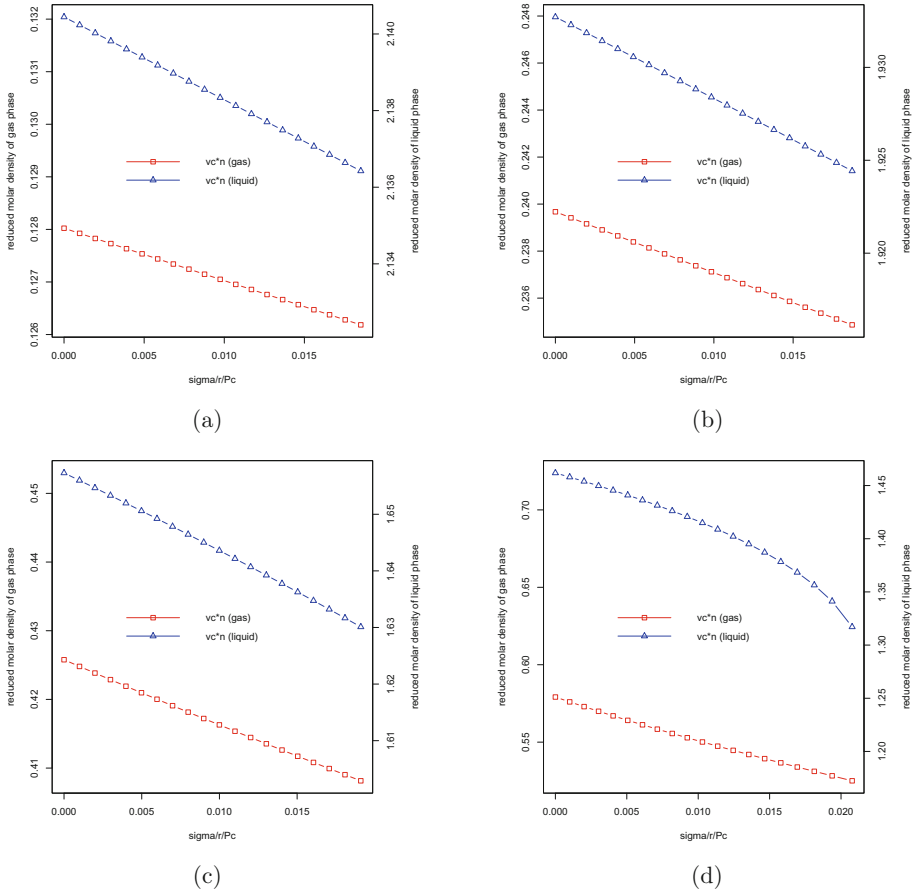 reduced molar density of gas phase
0.126 0.127 0.128 0.129 0.130 0.131 0.132
vc*n (gas)
vc*n (liquid)
2.134 2.136 2.138 2.140
reduced molar density of liquid phase
0.000 0.005 0.010 0.015
sigma/r/Pc
(a)
reduced molar density of gas phase
0.236 0.238 0.240 0.242 0.244 0.246 0.248
vc*n (gas)
vc*n (liquid)
1.920 1.925 1.930
reduced molar density of liquid phase
0.000 0.005 0.010 0.015
sigma/r/Pc
(b)
reduced molar density of gas phase
0.41 0.42 0.43 0.44 0.45
vc*n (gas)
vc*n (liquid)
1.61 1.62 1.63 1.64 1.65
reduced molar density of liquid phase
0.000 0.005 0.010 0.015
sigma/r/Pc
(c)
reduced molar density of gas phase
0.55 0.60 0.65 0.70
vc*n (gas)
vc*n (liquid)
1.20 1.25 1.30 1.35 1.40 1.45
reduced molar density of liquid phase
0.000 0.005 0.010 0.015 0.020
sigma/r/Pc
(d)